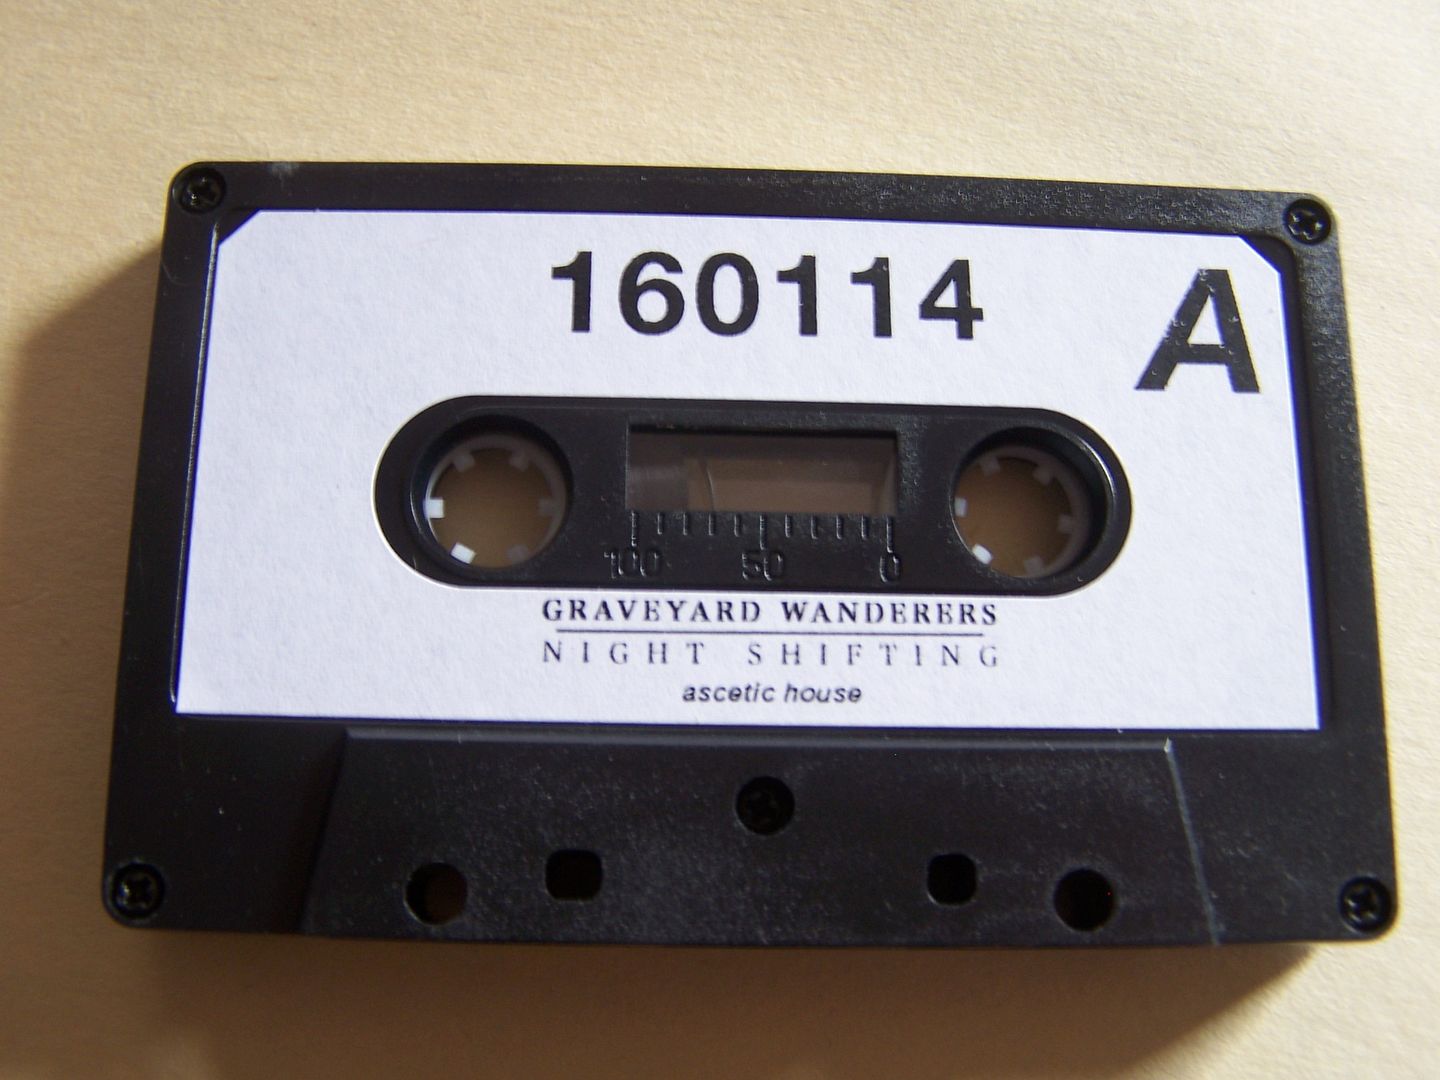 160114
A
100 50 0
GRAVEYARD WANDERERS
NIGHT SHIFTING
ascetic house